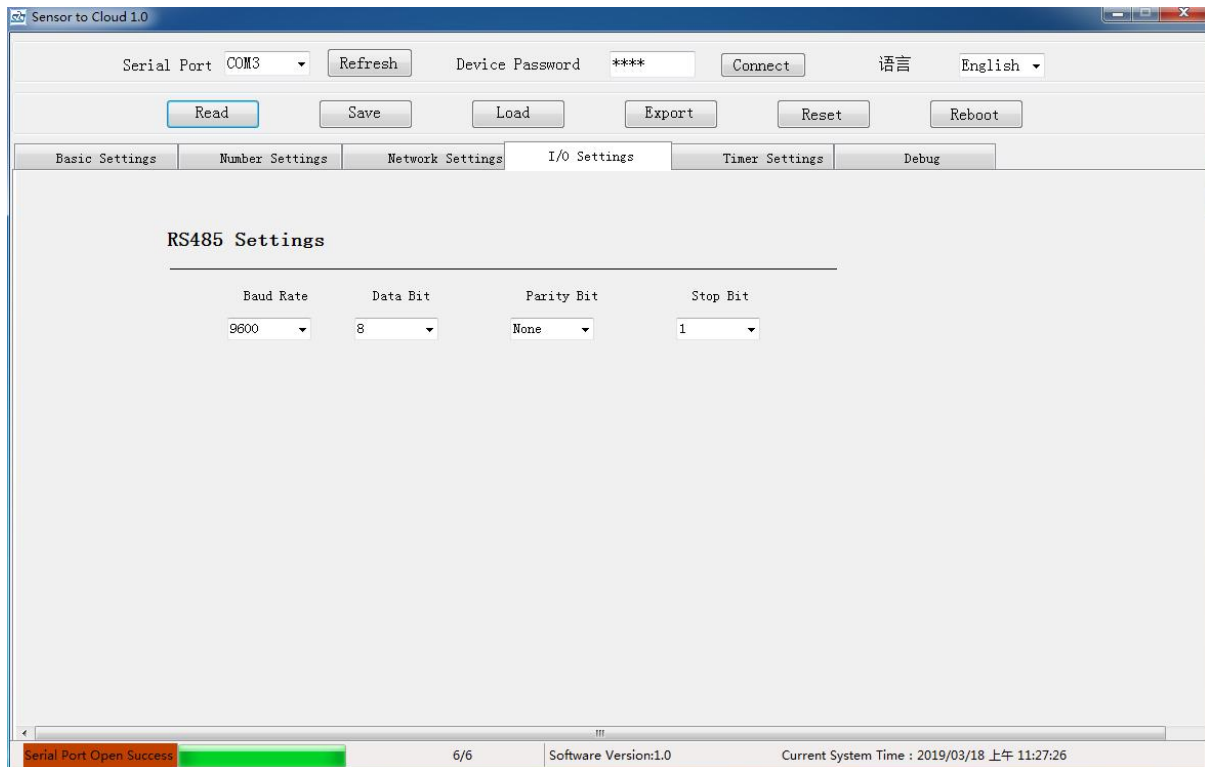 Sensor to Cloud 1.0
Serial Port COM3 Refresh Device Password **** Connect 语言 English
Read Save Load Export Reset Reboot
Basic Settings Number Settings Network Settings I/O Settings Timer Settings Debug
RS485 Settings
Baud Rate Data Bit Parity Bit Stop Bit
9600 8 None 1
Serial Port Open Success 6/6 Software Version:1.0 Current System Time : 2019/03/18 上午 11:27:26